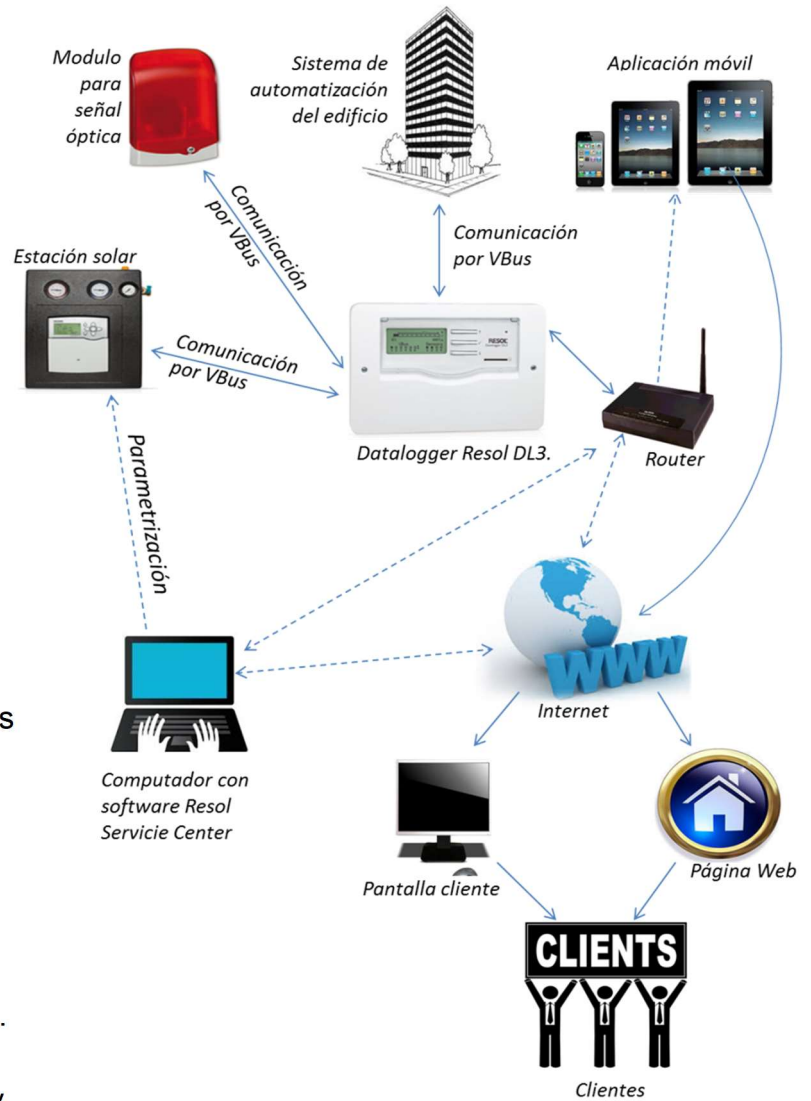 Modulo
para
señal
óptica
Sistema de
automatización
del edificio
Aplicación móvil
Comunicación
por VBus
Comunicación
por VBus
Estación solar
Comunicación
por VBus
RESOL
Datalogger Resol DL3.
Router
Parametrización
WWW
Internet
s
Computador con
software Resol
Servicie Center
Pantalla cliente
Página Web
CLIENTS
.
Clientes